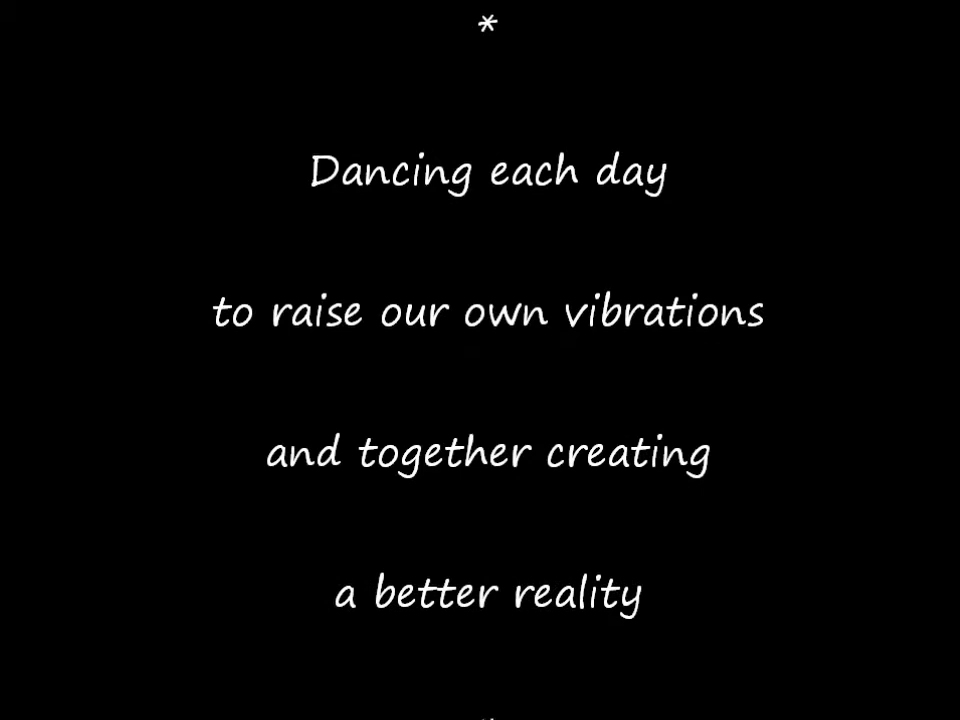 *
Dancing each day
to raise our own vibrations
and together creating
a better reality